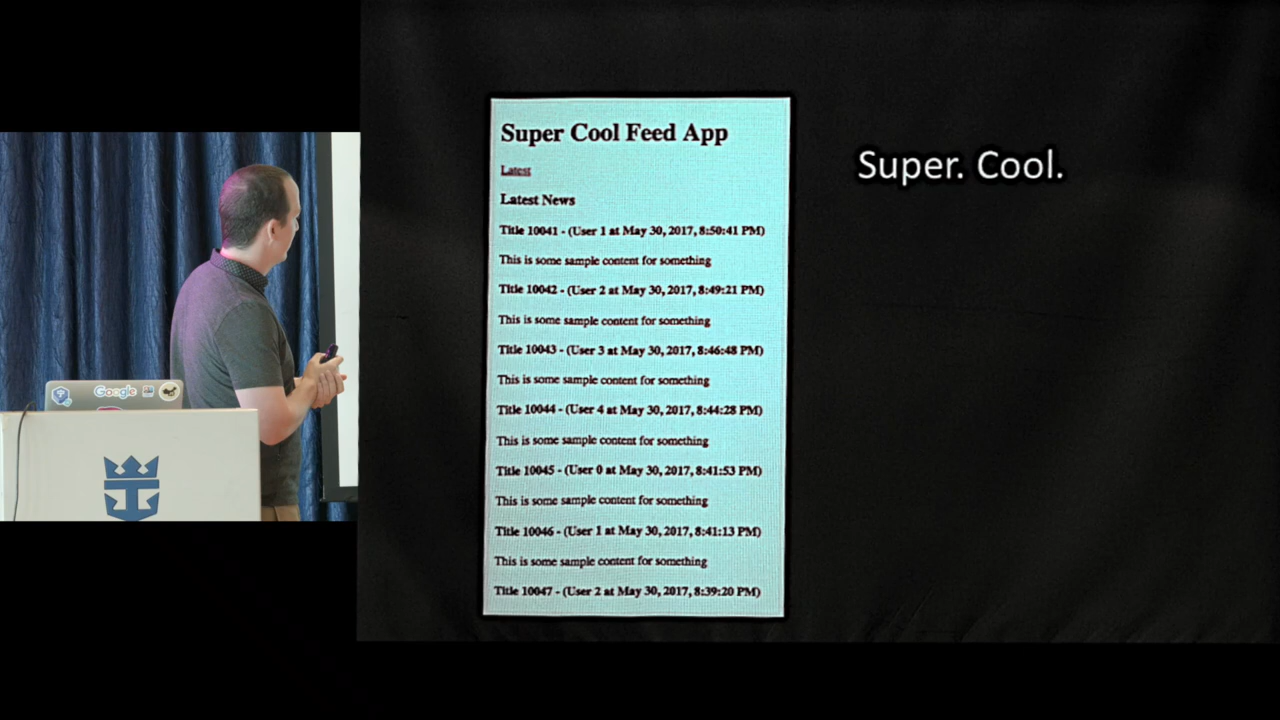 Super Cool Feed App
Latest
Latest News
Title 10041 - (User 1 at May 30, 2017, 8:50:41 PM)
This is some sample content for something
Title 10042 - (User 2 at May 30, 2017, 8:49:21 PM)
This is some sample content for something
Title 10043 - (User 3 at May 30, 2017, 8:46:48 PM)
This is some sample content for something
Title 10044 - (User 4 at May 30, 2017, 8:44:28 PM)
This is some sample content for something
Title 10045 - (User 0 at May 30, 2017, 8:41:53 PM)
This is some sample content for something
Title 10046 - (User 1 at May 30, 2017, 8:41:13 PM)
This is some sample content for something
Title 10047 - (User 2 at May 30, 2017, 8:39:20 PM)
Super. Cool.
Google